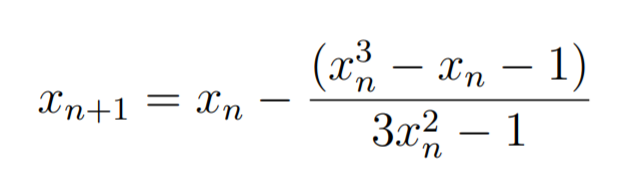 x_{n+1} = x_n - \frac{(x_n^3 - x_n - 1)}{3x_n^2 - 1}